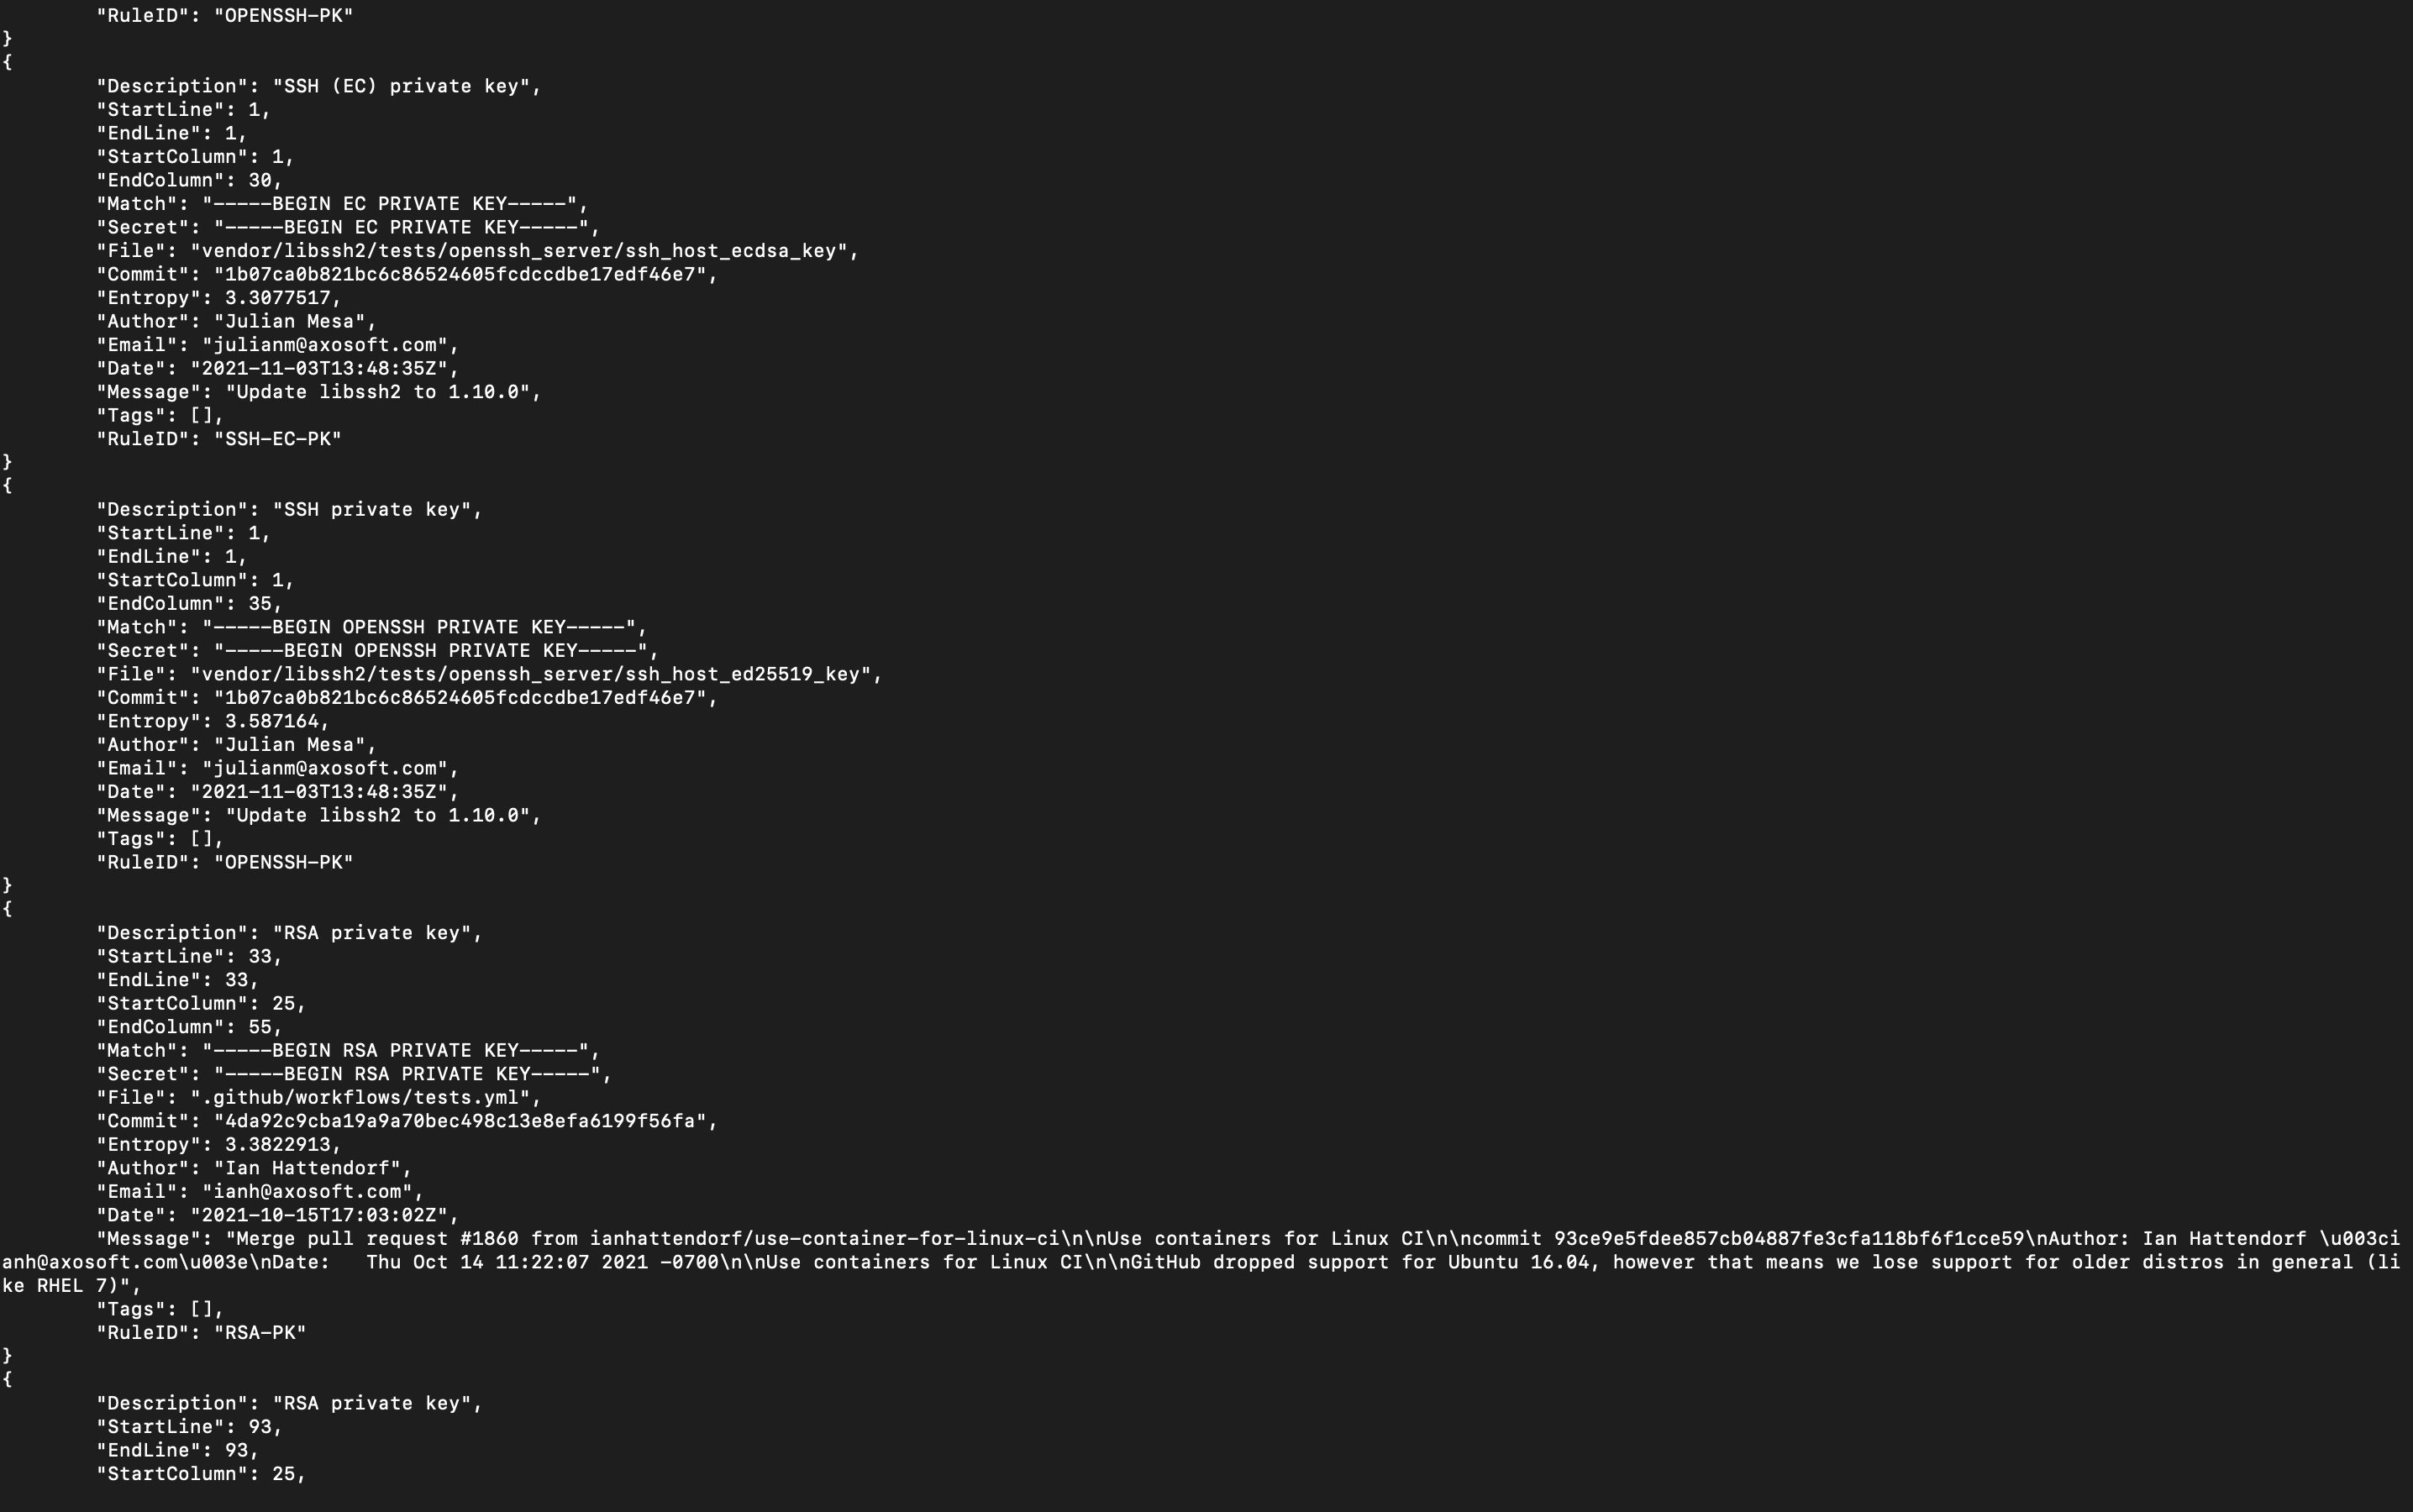 "RuleID": "OPENSSH-PK"
}
{
"Description": "SSH (EC) private key",
"StartLine": 1,
"EndLine": 1,
"StartColumn": 1,
"EndColumn": 30,
"Match": "-----BEGIN EC PRIVATE KEY-----",
"Secret": "-----BEGIN EC PRIVATE KEY-----",
"File": "vendor/libssh2/tests/openssh_server/ssh_host_ecdsa_key",
"Commit": "1b07ca0b821bc6c86524605fcdccdbe17edf46e7",
"Entropy": 3.3077517,
"Author": "Julian Mesa",
"Email": "julianm@axosoft.com",
"Date": "2021-11-03T13:48:35Z",
"Message": "Update libssh2 to 1.10.0",
"Tags": [],
"RuleID": "SSH-EC-PK"
}
{
"Description": "SSH private key",
"StartLine": 1,
"EndLine": 1,
"StartColumn": 1,
"EndColumn": 35,
"Match": "-----BEGIN OPENSSH PRIVATE KEY-----",
"Secret": "-----BEGIN OPENSSH PRIVATE KEY-----",
"File": "vendor/libssh2/tests/openssh_server/ssh_host_ed25519_key",
"Commit": "1b07ca0b821bc6c86524605fcdccdbe17edf46e7",
"Entropy": 3.587164,
"Author": "Julian Mesa",
"Email": "julianm@axosoft.com",
"Date": "2021-11-03T13:48:35Z",
"Message": "Update libssh2 to 1.10.0",
"Tags": [],
"RuleID": "OPENSSH-PK"
}
{
"Description": "RSA private key",
"StartLine": 33,
"EndLine": 33,
"StartColumn": 25,
"EndColumn": 55,
"Match": "-----BEGIN RSA PRIVATE KEY-----",
"Secret": "-----BEGIN RSA PRIVATE KEY-----",
"File": ".github/workflows/tests.yml",
"Commit": "4da92c9cba19a9a70bec498c13e8efa6199f56fa",
"Entropy": 3.3822913,
"Author": "Ian Hattendorf",
"Email": "ianh@axosoft.com",
"Date": "2021-10-15T17:03:02Z",
"Message": "Merge pull request #1860 from ianhattendorf/use-container-for-linux-ci\n\nUse containers for Linux CI\n\ncommit 93ce9e5fdee857cb04887fe3cfa118bf6f1cce59\nAuthor: Ian Hattendorf \u003ci
anh@axosoft.com\u003e\nDate:   Thu Oct 14 11:22:07 2021 -0700\n\nUse containers for Linux CI\n\nGitHub dropped support for Ubuntu 16.04, however that means we lose support for older distros in general (li
ke RHEL 7)",
"Tags": [],
"RuleID": "RSA-PK"
}
{
"Description": "RSA private key",
"StartLine": 93,
"EndLine": 93,
"StartColumn": 25,